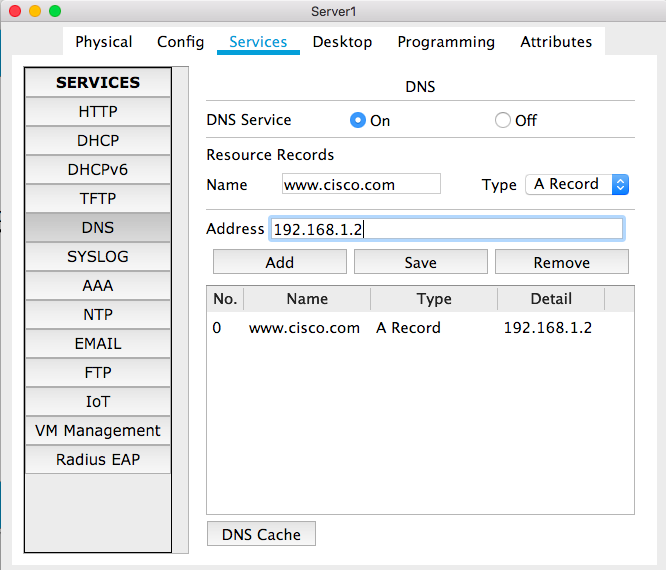 Server1
Physical Config Services Desktop Programming Attributes
SERVICES
HTTP
DHCP
DHCPv6
TFTP
DNS
SYSLOG
AAA
NTP
EMAIL
FTP
IoT
VM Management
Radius EAP
DNS
DNS Service On Off
Resource Records
Name www.cisco.com Type A Record
Address 192.168.1.2
Add Save Remove
No. Name Type Detail
0 www.cisco.com A Record 192.168.1.2
DNS Cache